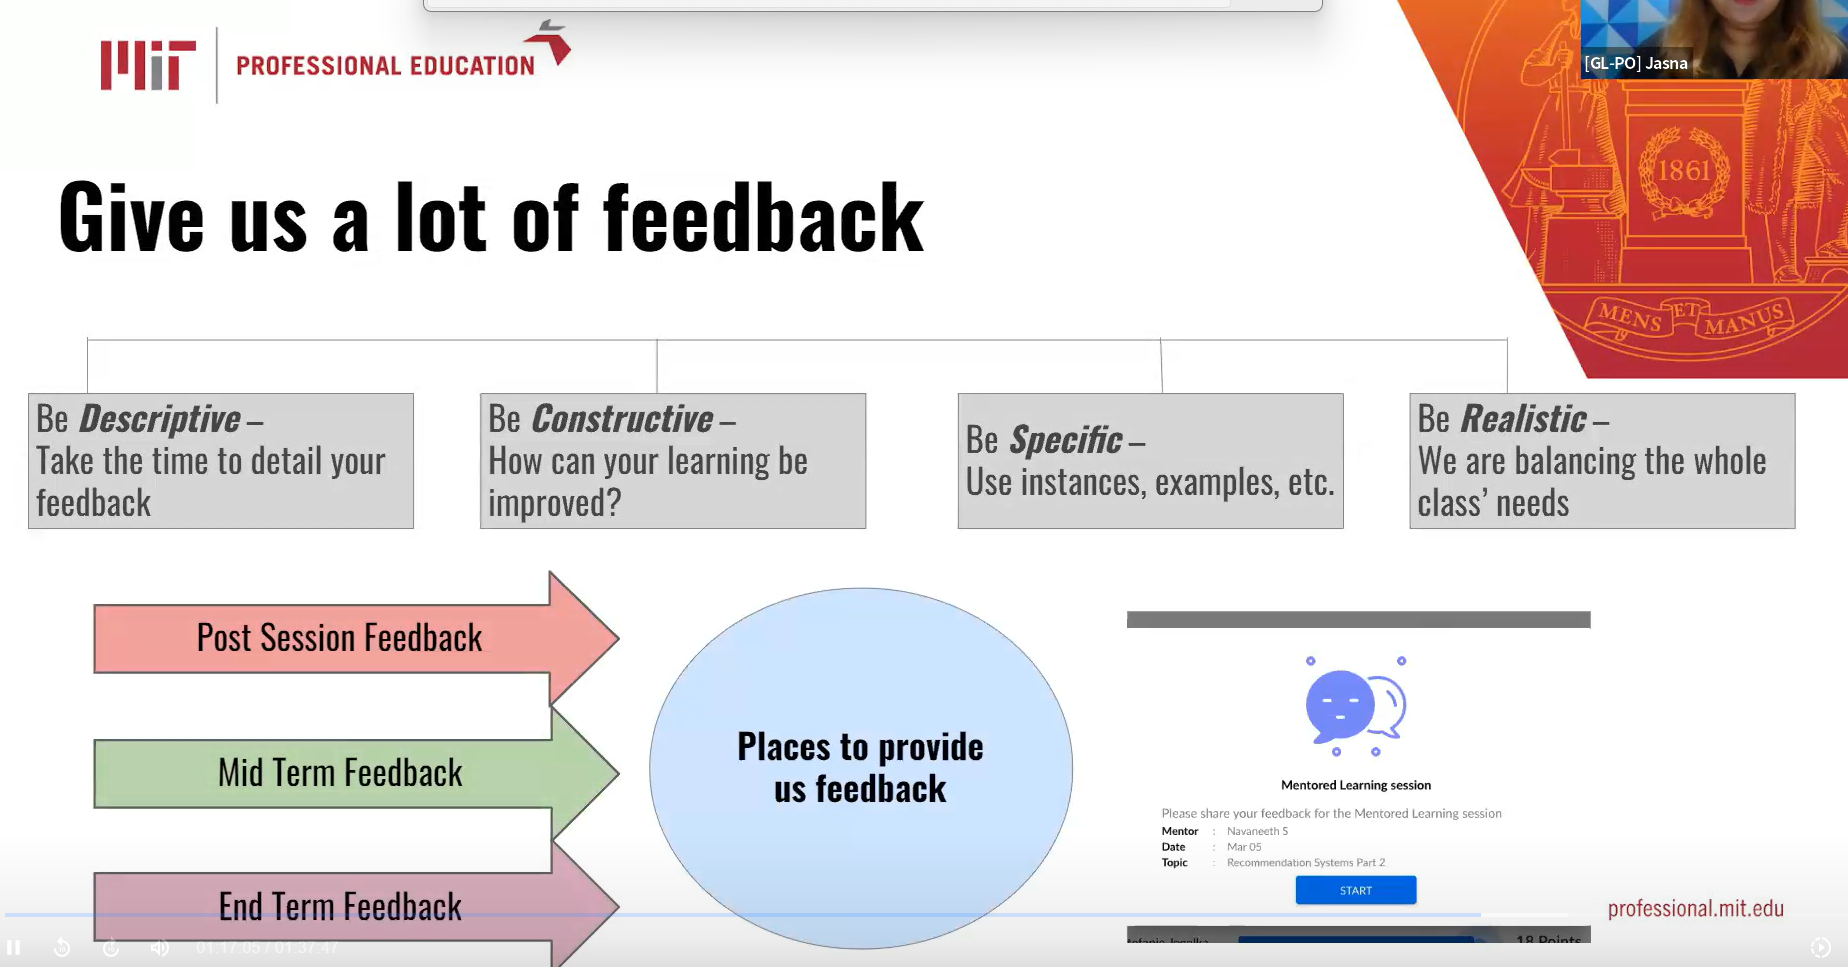 MIT
PROFESSIONAL EDUCATION
[GL-PO] Jasna
1861
MENS ET MANUS
Give us a lot of feedback
Be Descriptive –
Take the time to detail your
feedback
Be Constructive –
How can your learning be
improved?
Be Specific –
Use instances, examples, etc.
Be Realistic –
We are balancing the whole
class’ needs
Post Session Feedback
Mid Term Feedback
End Term Feedback
Places to provide
us feedback
Mentored Learning session
Please share your feedback for the Mentored Learning session
Mentor : Navaneeth S
Date : Mar 05
Topic : Recommendation Systems Part 2
START
18 Points
professional.mit.edu
01:17:05 / 01:37:47